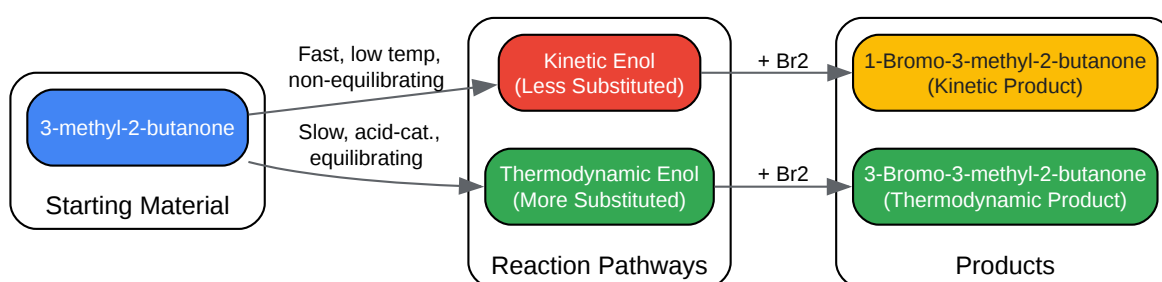 3-methyl-2-butanone
Starting Material
Fast, low temp,
non-equilibrating
Slow, acid-cat.,
equilibrating
Kinetic Enol
(Less Substituted)
Thermodynamic Enol
(More Substituted)
Reaction Pathways
+ Br2
+ Br2
1-Bromo-3-methyl-2-butanone
(Kinetic Product)
3-Bromo-3-methyl-2-butanone
(Thermodynamic Product)
Products